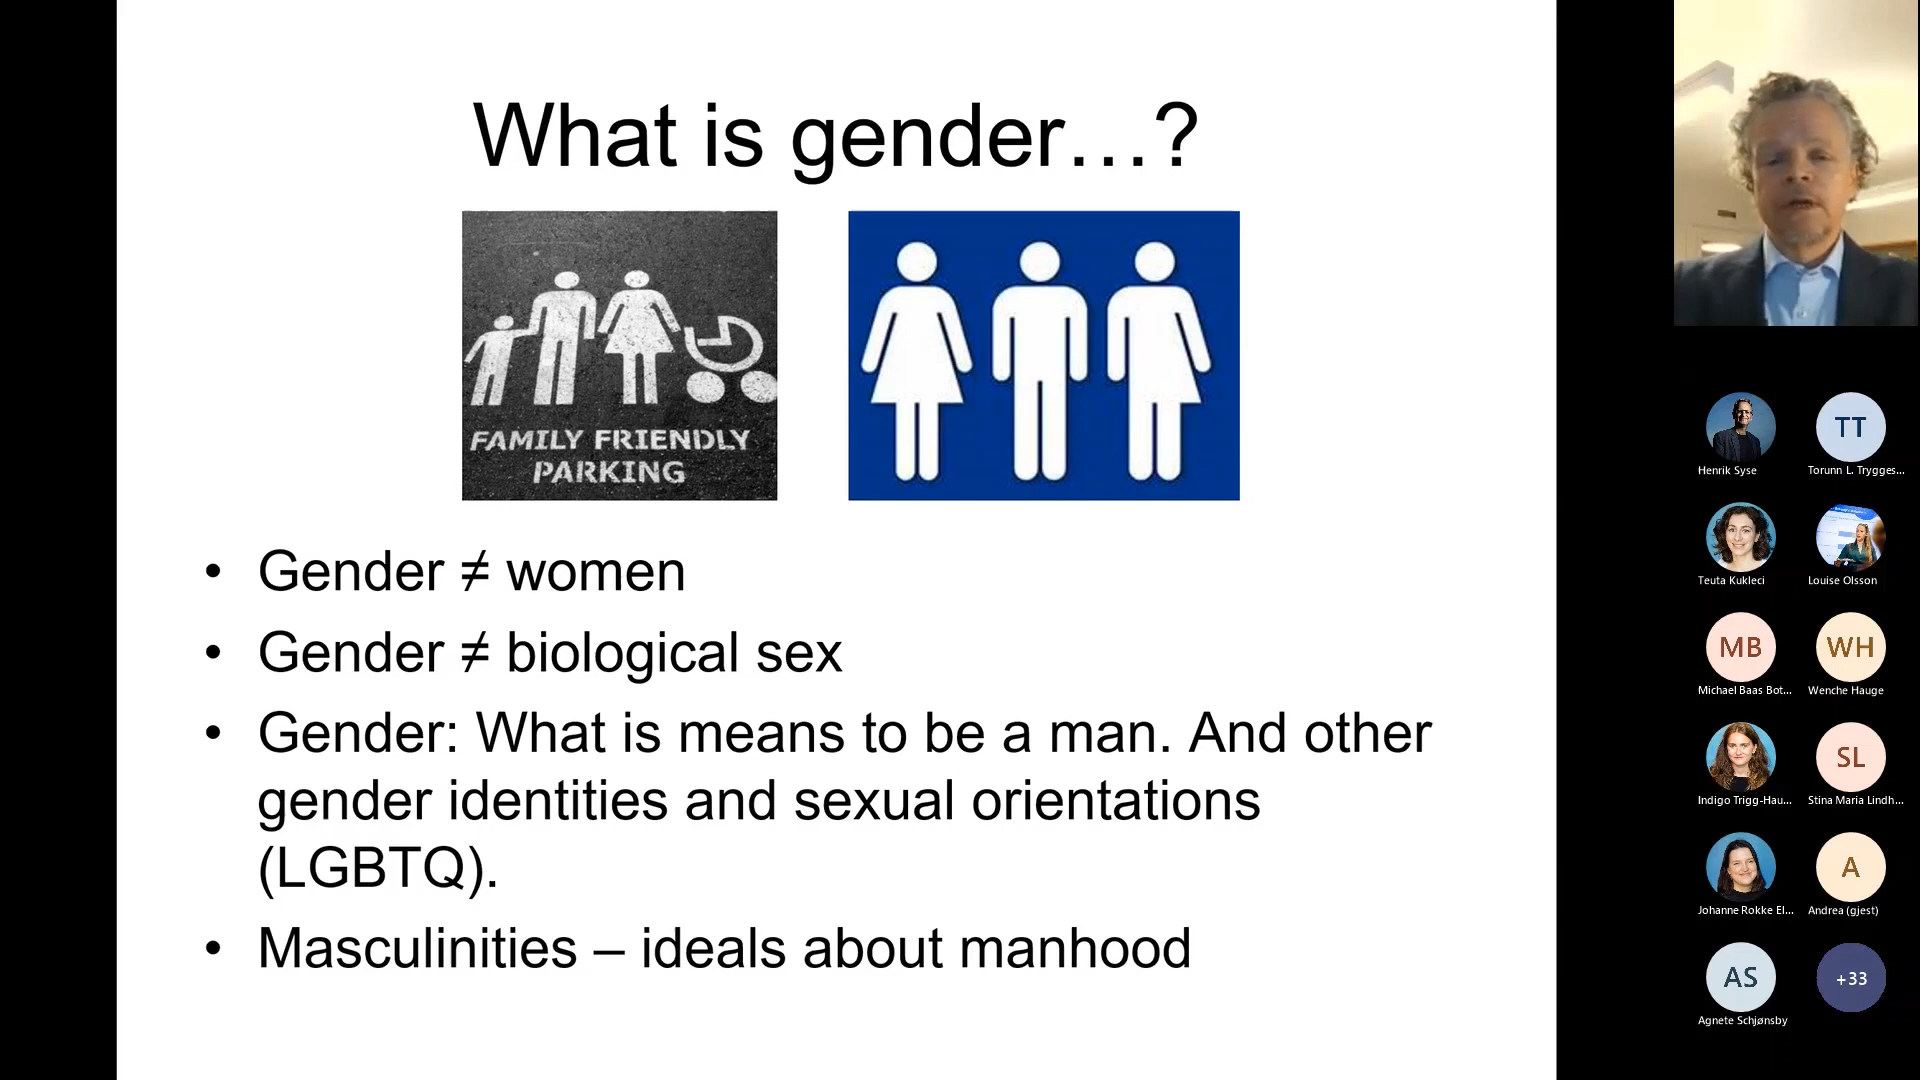 What is gender…?
FAMILY FRIENDLY
PARKING
• Gender ≠ women
• Gender ≠ biological sex
• Gender: What is means to be a man. And other
gender identities and sexual orientations
(LGBTQ).
• Masculinities – ideals about manhood
Henrik Syse
TT
Torunn L. Trygges...
Teuta Kukleci
Louise Olsson
MB
Michael Baas Bot...
WH
Wenche Hauge
Indigo Trigg-Hau...
SL
Stina Maria Lindh...
Johanne Rokke El...
A
Andrea (gjest)
AS
Agnete Schjønsby
+33